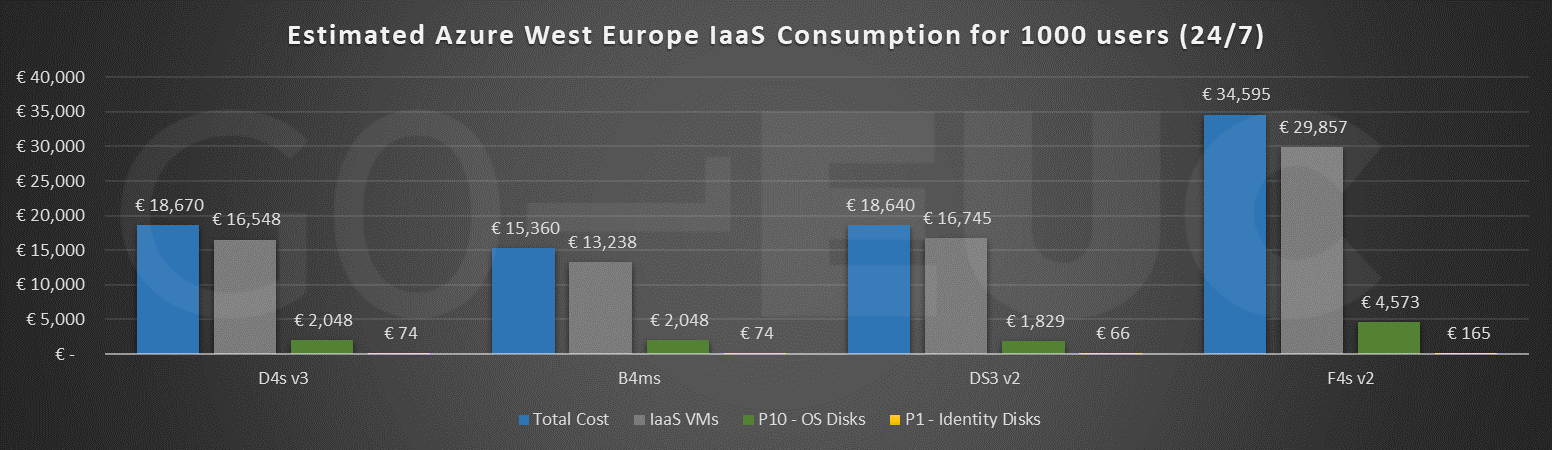 Estimated Azure West Europe IaaS Consumption for 1000 users (24/7)
€ 40,000
€ 35,000
€ 30,000
€ 25,000
€ 20,000
€ 15,000
€ 10,000
€ 5,000
€ -
€ 18,670
€ 16,548
€ 2,048
€ 74
€ 15,360
€ 13,238
€ 2,048
€ 74
€ 18,640
€ 16,745
€ 1,829
€ 66
€ 34,595
€ 29,857
€ 4,573
€ 165
D4s v3
B4ms
DS3 v2
F4s v2
Total Cost
IaaS VMs
P10 - OS Disks
P1 - Identity Disks
GO-EUC